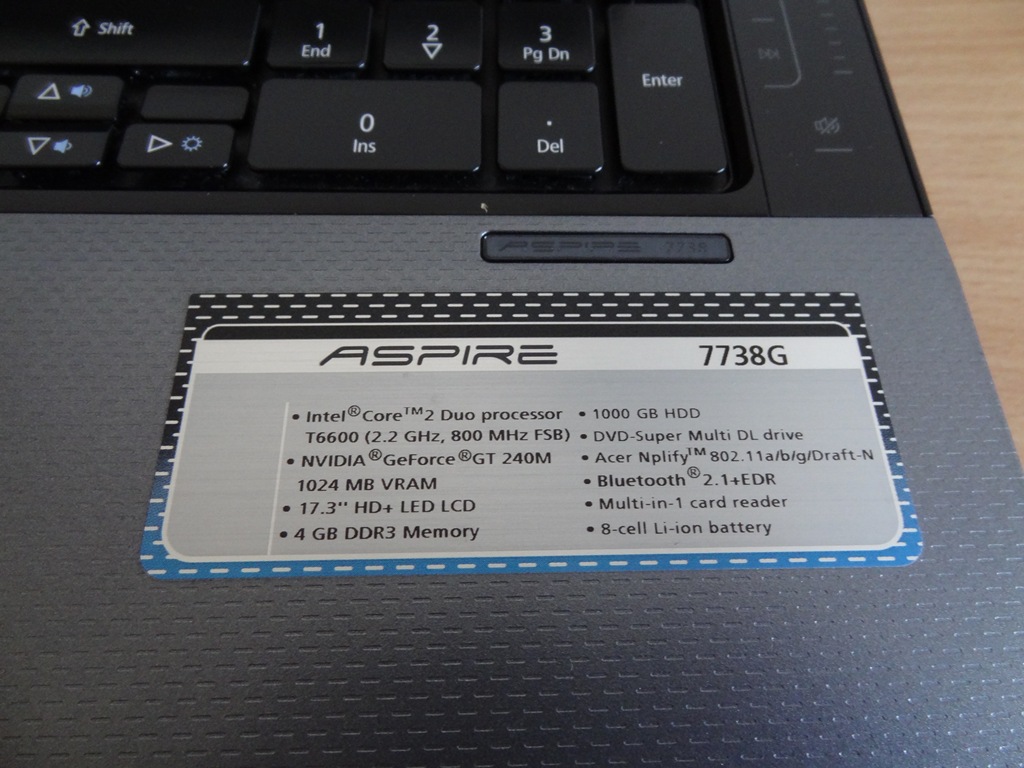 Shift
1 2 3
End Pg Dn
Enter
0
Ins
.
Del
ASPIRE 7738
ASPIRE 7738G
• Intel® Core™2 Duo processor
T6600 (2.2 GHz, 800 MHz FSB)
• NVIDIA® GeForce® GT 240M
1024 MB VRAM
• 17.3'' HD+ LED LCD
• 4 GB DDR3 Memory
• 1000 GB HDD
• DVD-Super Multi DL drive
• Acer Nplify™ 802.11a/b/g/Draft-N
• Bluetooth® 2.1+EDR
• Multi-in-1 card reader
• 8-cell Li-ion battery